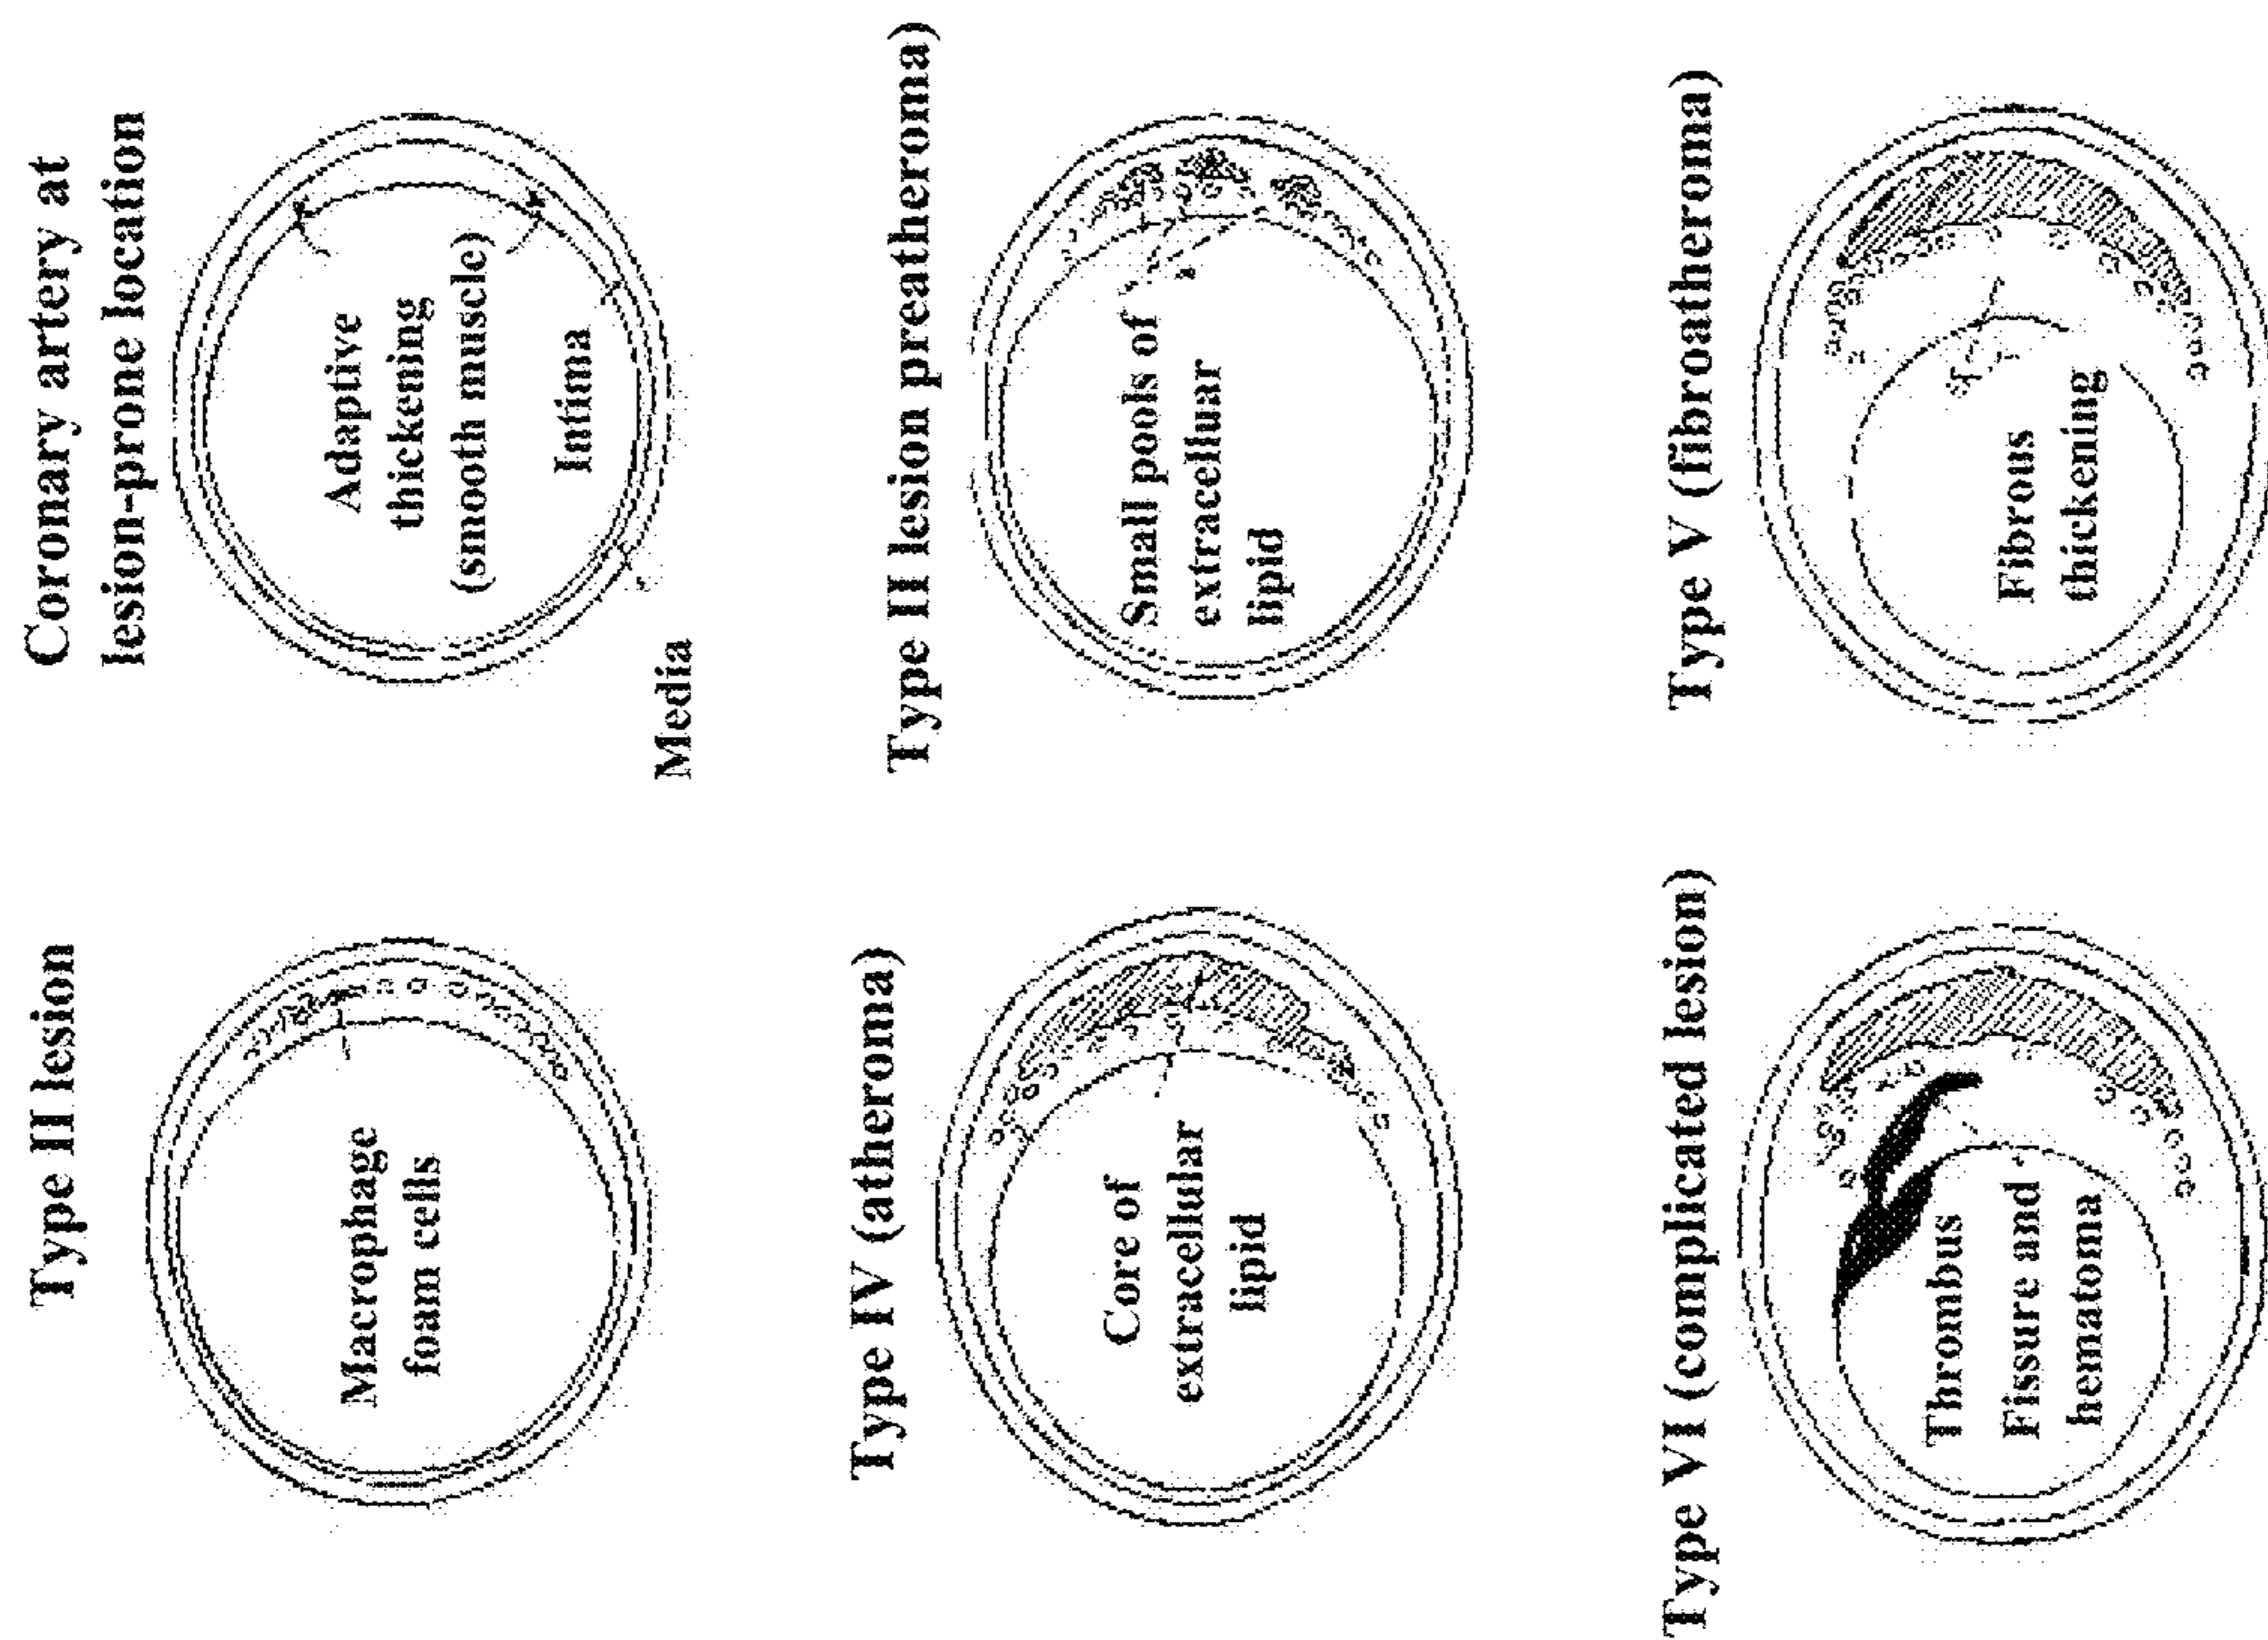 Type II lesion
Macrophage
foam cells
Coronary artery at
lesion-prone location
Adaptive
thickening
(smooth muscle)
Intima
Media
Type IV (atheroma)
Core of
extracellular
lipid
Type II lesion preatheroma)
Small pools of
extracelluar
lipid
Type VI (complicated lesion)
Thrombus
Fissure and
hematoma
Type V (fibroatheroma)
Fibrous
thickening